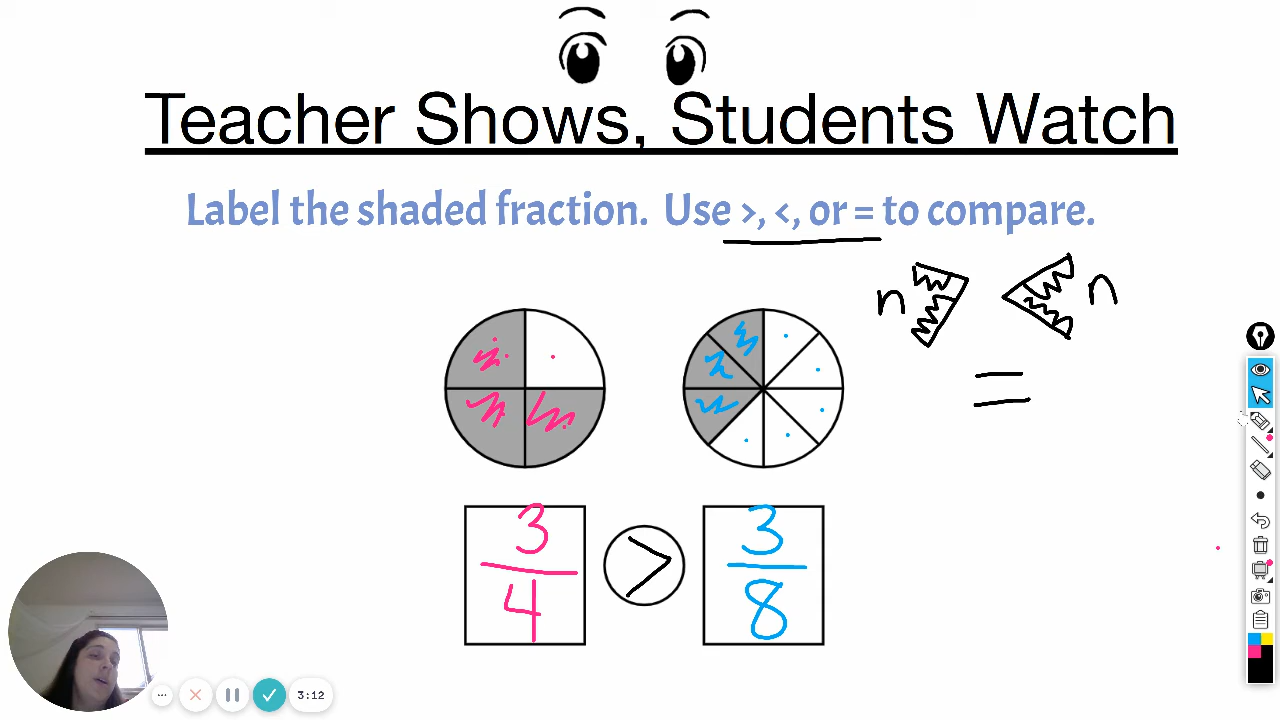 Teacher Shows, Students Watch
Label the shaded fraction. Use >, <, or = to compare.
n > < n
=
3/4 > 3/8
3:12